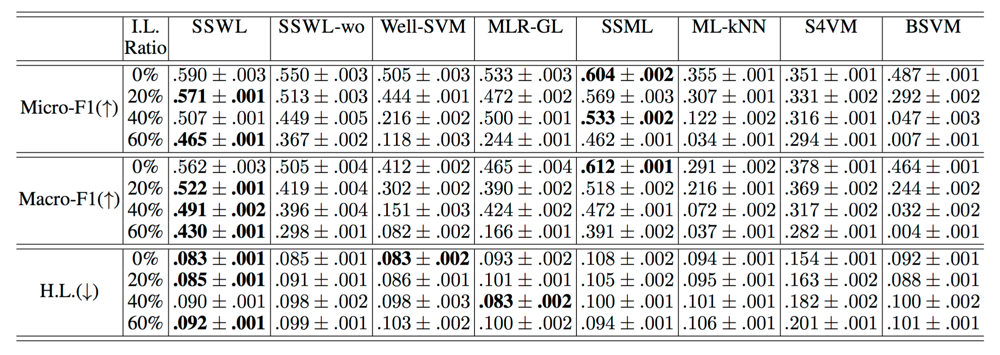 I.L. Ratio SSWL SSWL-wo Well-SVM MLR-GL SSML ML-kNN S4VM BSVM
Micro-F1(↑)
0% .590 ± .003 .550 ± .003 .505 ± .003 .533 ± .003 .604 ± .002 .355 ± .001 .351 ± .001 .487 ± .001
20% .571 ± .001 .513 ± .003 .444 ± .001 .472 ± .002 .569 ± .003 .307 ± .001 .331 ± .002 .292 ± .002
40% .507 ± .001 .449 ± .005 .216 ± .002 .500 ± .001 .533 ± .002 .122 ± .002 .316 ± .001 .047 ± .003
60% .465 ± .001 .367 ± .002 .118 ± .003 .244 ± .001 .462 ± .001 .034 ± .001 .294 ± .001 .007 ± .001
Macro-F1(↑)
0% .562 ± .003 .505 ± .004 .412 ± .002 .465 ± .004 .612 ± .001 .291 ± .002 .378 ± .001 .464 ± .001
20% .522 ± .001 .419 ± .004 .302 ± .002 .390 ± .002 .518 ± .002 .216 ± .001 .369 ± .002 .244 ± .002
40% .491 ± .002 .396 ± .004 .151 ± .003 .424 ± .002 .472 ± .001 .072 ± .002 .317 ± .002 .032 ± .002
60% .430 ± .001 .298 ± .001 .082 ± .002 .166 ± .001 .391 ± .002 .037 ± .001 .282 ± .001 .004 ± .001
H.L.(↓)
0% .083 ± .001 .085 ± .001 .083 ± .002 .093 ± .002 .108 ± .002 .094 ± .001 .154 ± .001 .092 ± .001
20% .085 ± .001 .091 ± .001 .086 ± .001 .101 ± .001 .105 ± .002 .095 ± .001 .163 ± .002 .088 ± .001
40% .090 ± .001 .098 ± .002 .098 ± .003 .083 ± .002 .100 ± .001 .101 ± .001 .182 ± .002 .100 ± .002
60% .092 ± .001 .099 ± .001 .103 ± .002 .100 ± .002 .094 ± .001 .106 ± .001 .201 ± .001 .101 ± .001